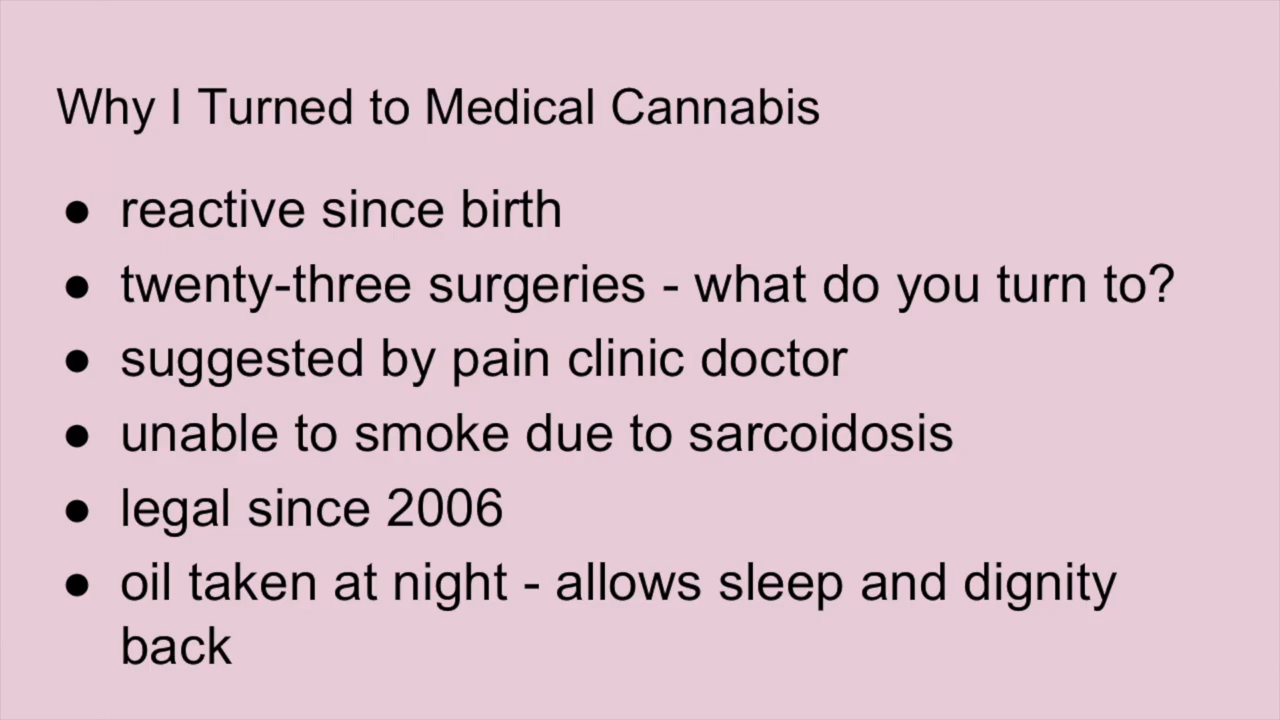 Why I Turned to Medical Cannabis
● reactive since birth
● twenty-three surgeries - what do you turn to?
● suggested by pain clinic doctor
● unable to smoke due to sarcoidosis
● legal since 2006
● oil taken at night - allows sleep and dignity
back